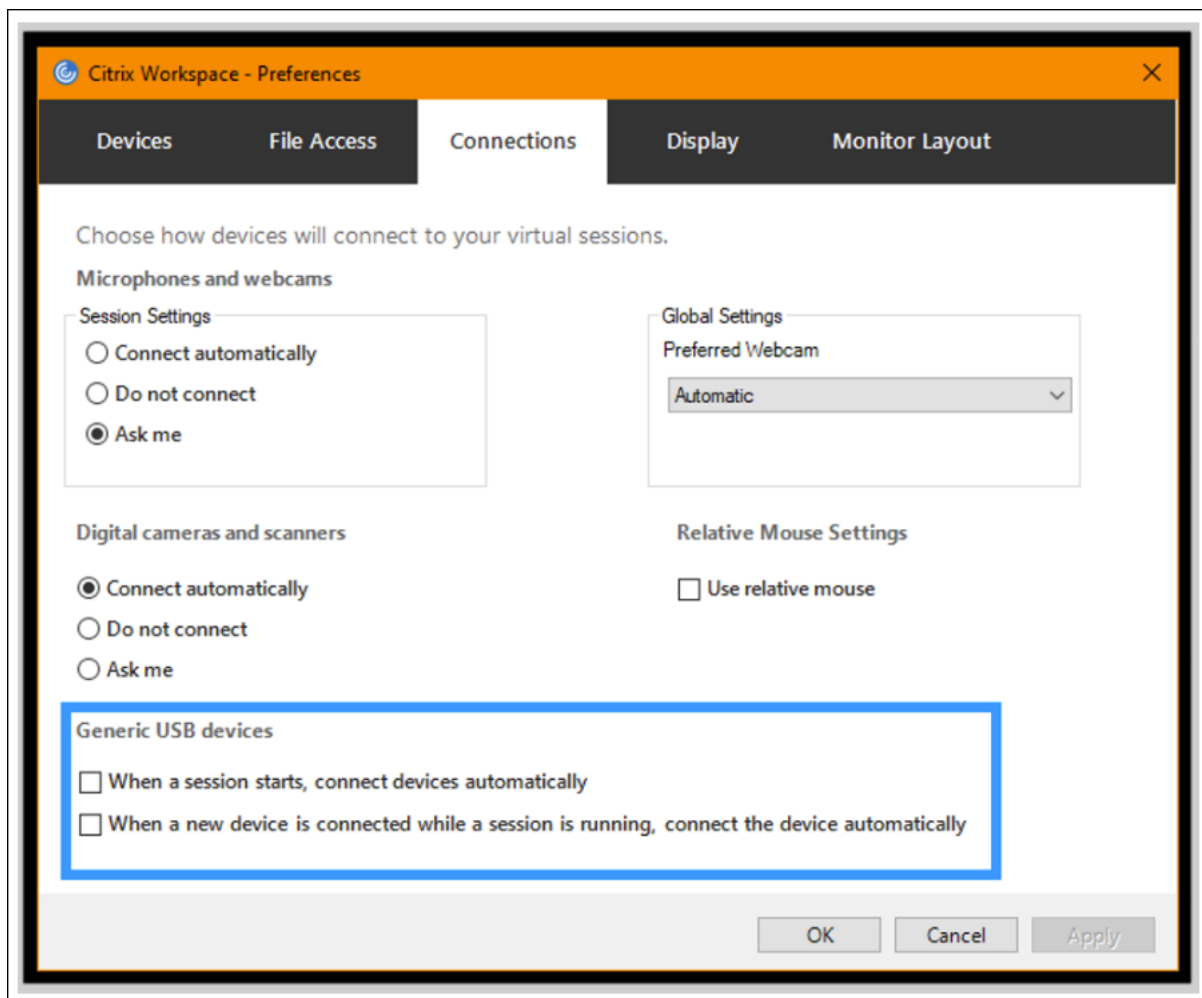 Citrix Workspace - Preferences
Devices File Access Connections Display Monitor Layout
Choose how devices will connect to your virtual sessions.
Microphones and webcams
Session Settings
Connect automatically
Do not connect
Ask me
Global Settings
Preferred Webcam
Automatic
Digital cameras and scanners
Connect automatically
Do not connect
Ask me
Relative Mouse Settings
Use relative mouse
Generic USB devices
When a session starts, connect devices automatically
When a new device is connected while a session is running, connect the device automatically
OK Cancel Apply